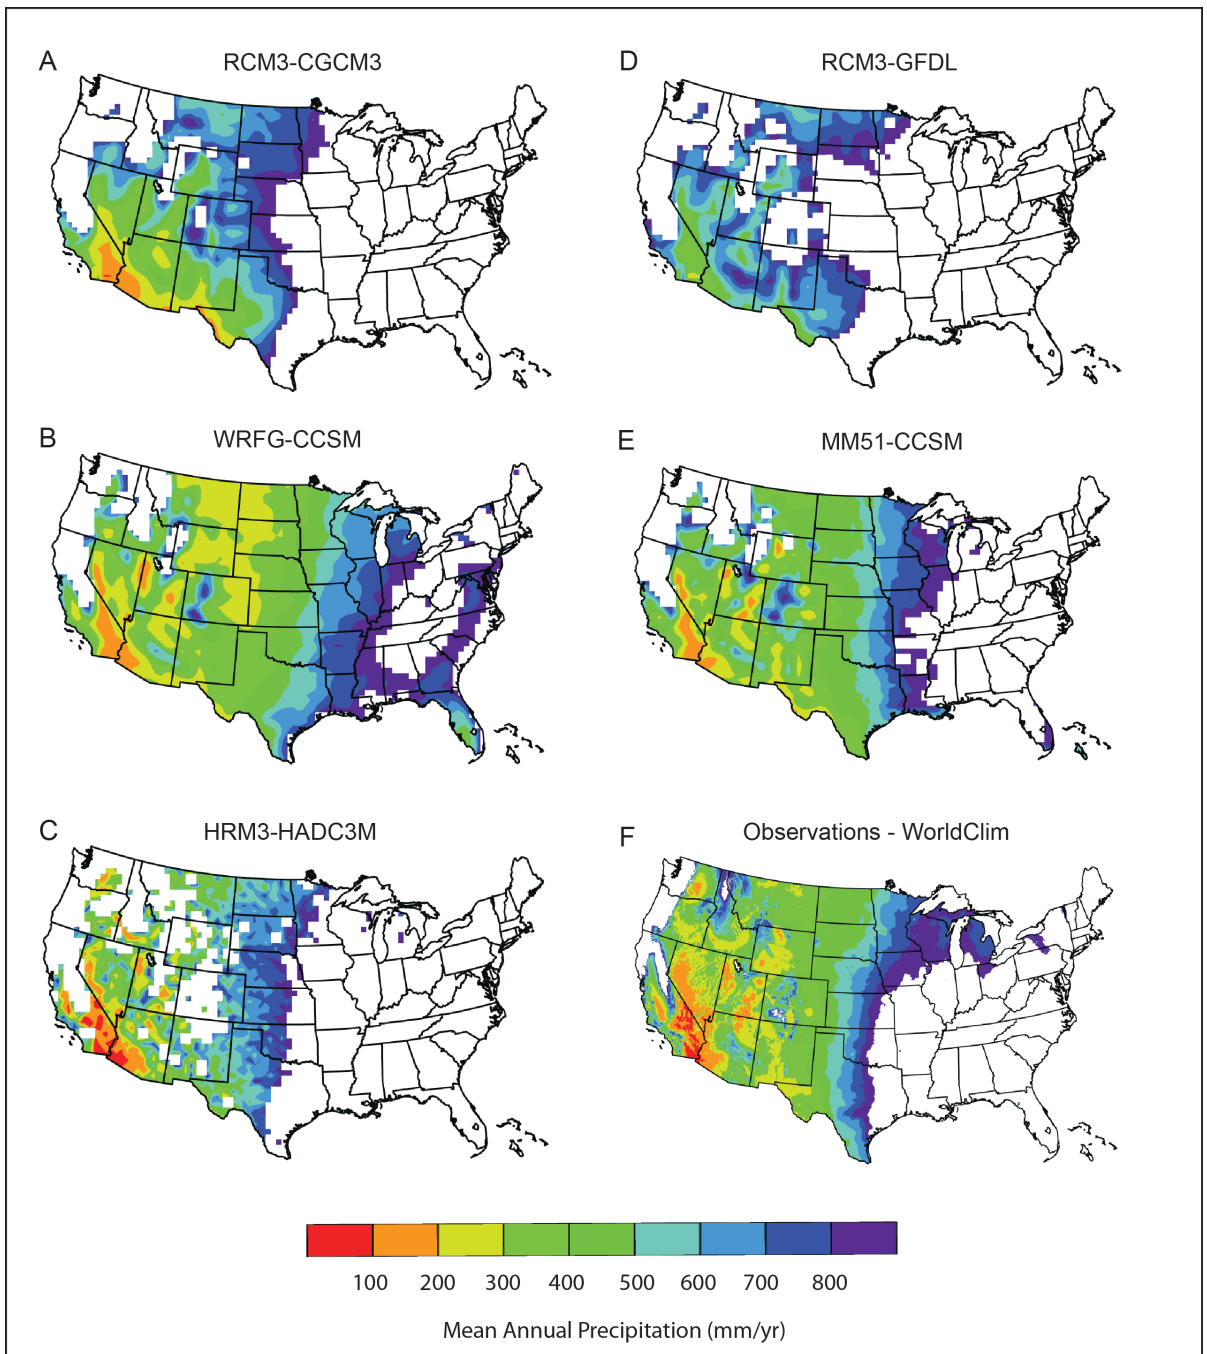 A
RCM3-CGCM3
D
RCM3-GFDL
B
WRFG-CCSM
E
MM51-CCSM
C
HRM3-HADC3M
F
Observations - WorldClim
100 200 300 400 500 600 700 800
Mean Annual Precipitation (mm/yr)